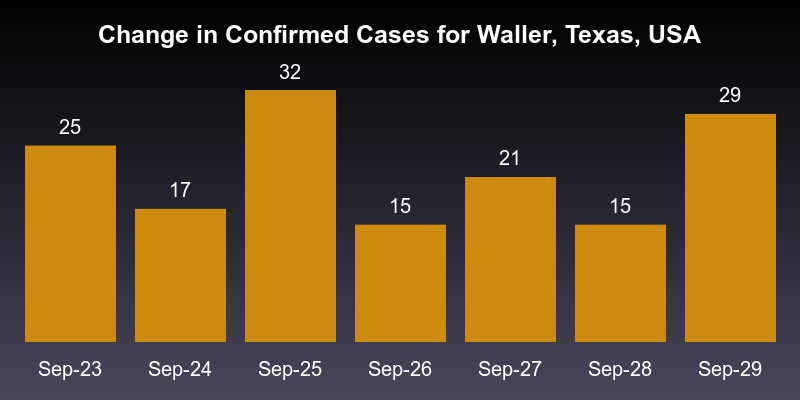 Change in Confirmed Cases for Waller, Texas, USA
25
17
32
15
21
15
29
Sep-23
Sep-24
Sep-25
Sep-26
Sep-27
Sep-28
Sep-29